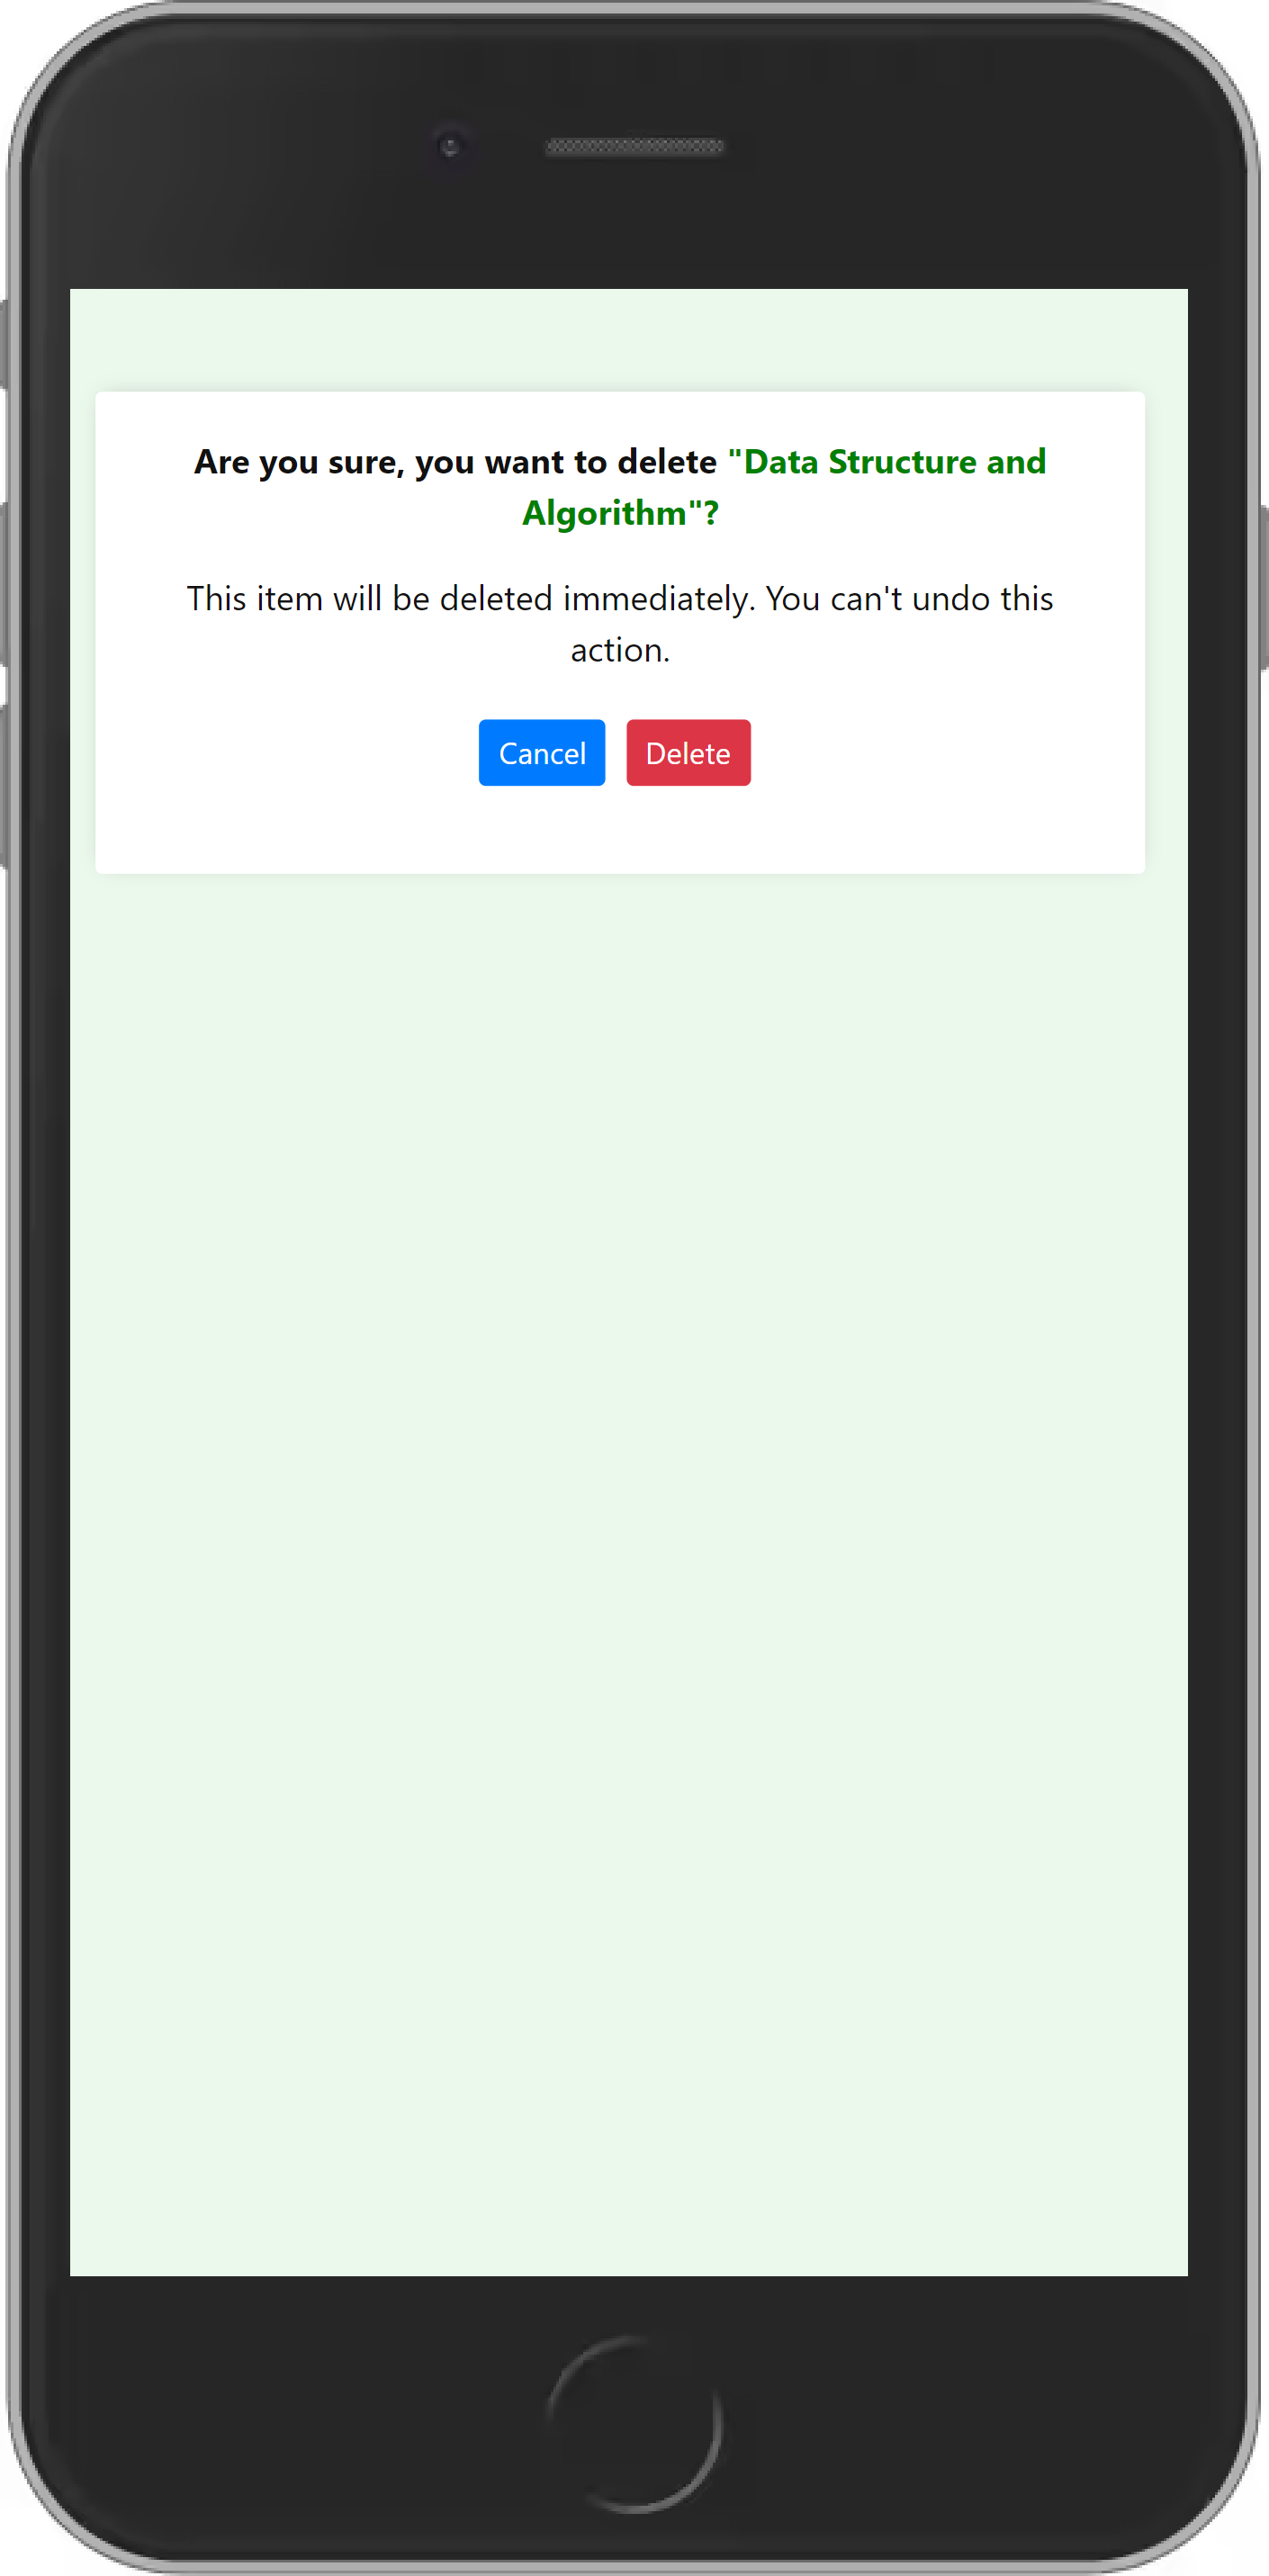 Are you sure, you want to delete "Data Structure and
Algorithm"?
This item will be deleted immediately. You can't undo this
action.
Cancel Delete